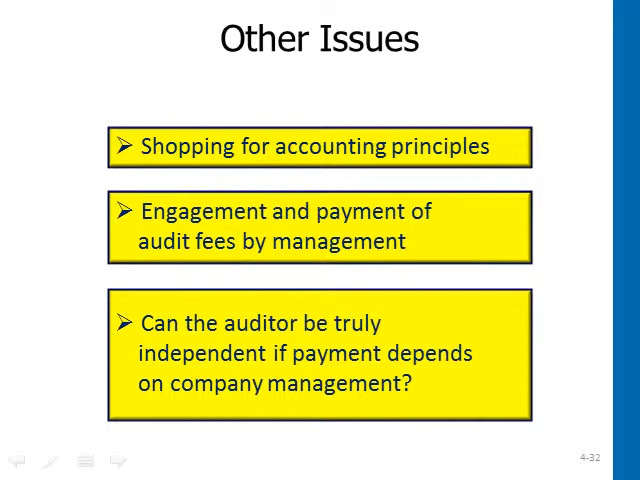 Other Issues
➢ Shopping for accounting principles
➢ Engagement and payment of
audit fees by management
➢ Can the auditor be truly
independent if payment depends
on company management?
4-32